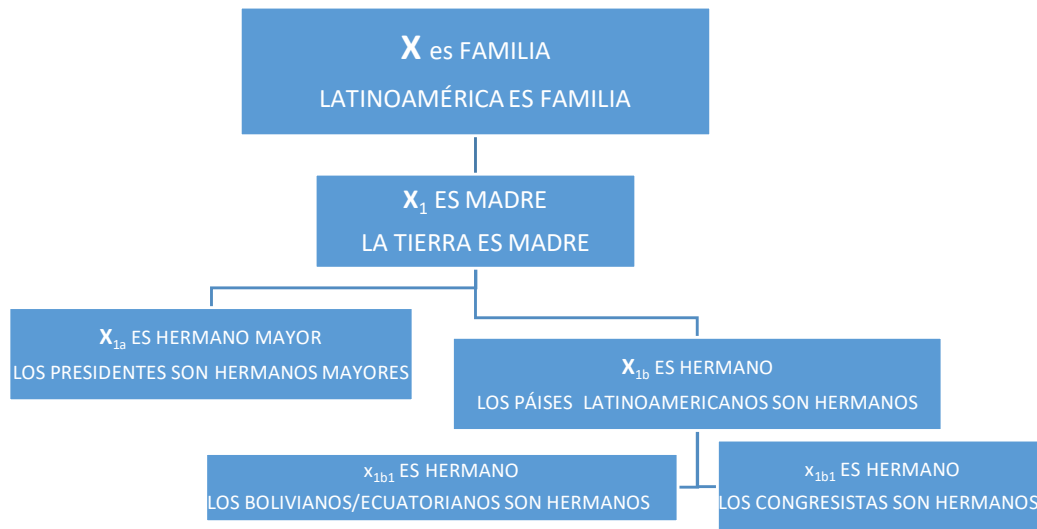 X es FAMILIA
LATINOAMÉRICA ES FAMILIA
X₁ ES MADRE
LA TIERRA ES MADRE
X₁ₐ ES HERMANO MAYOR
LOS PRESIDENTES SON HERMANOS MAYORES
X1b ES HERMANO
LOS PÁISES LATINOAMERICANOS SON HERMANOS
x1b1 ES HERMANO
LOS BOLIVIANOS/ECUATORIANOS SON HERMANOS
x1b1 ES HERMANO
LOS CONGRESISTAS SON HERMANOS